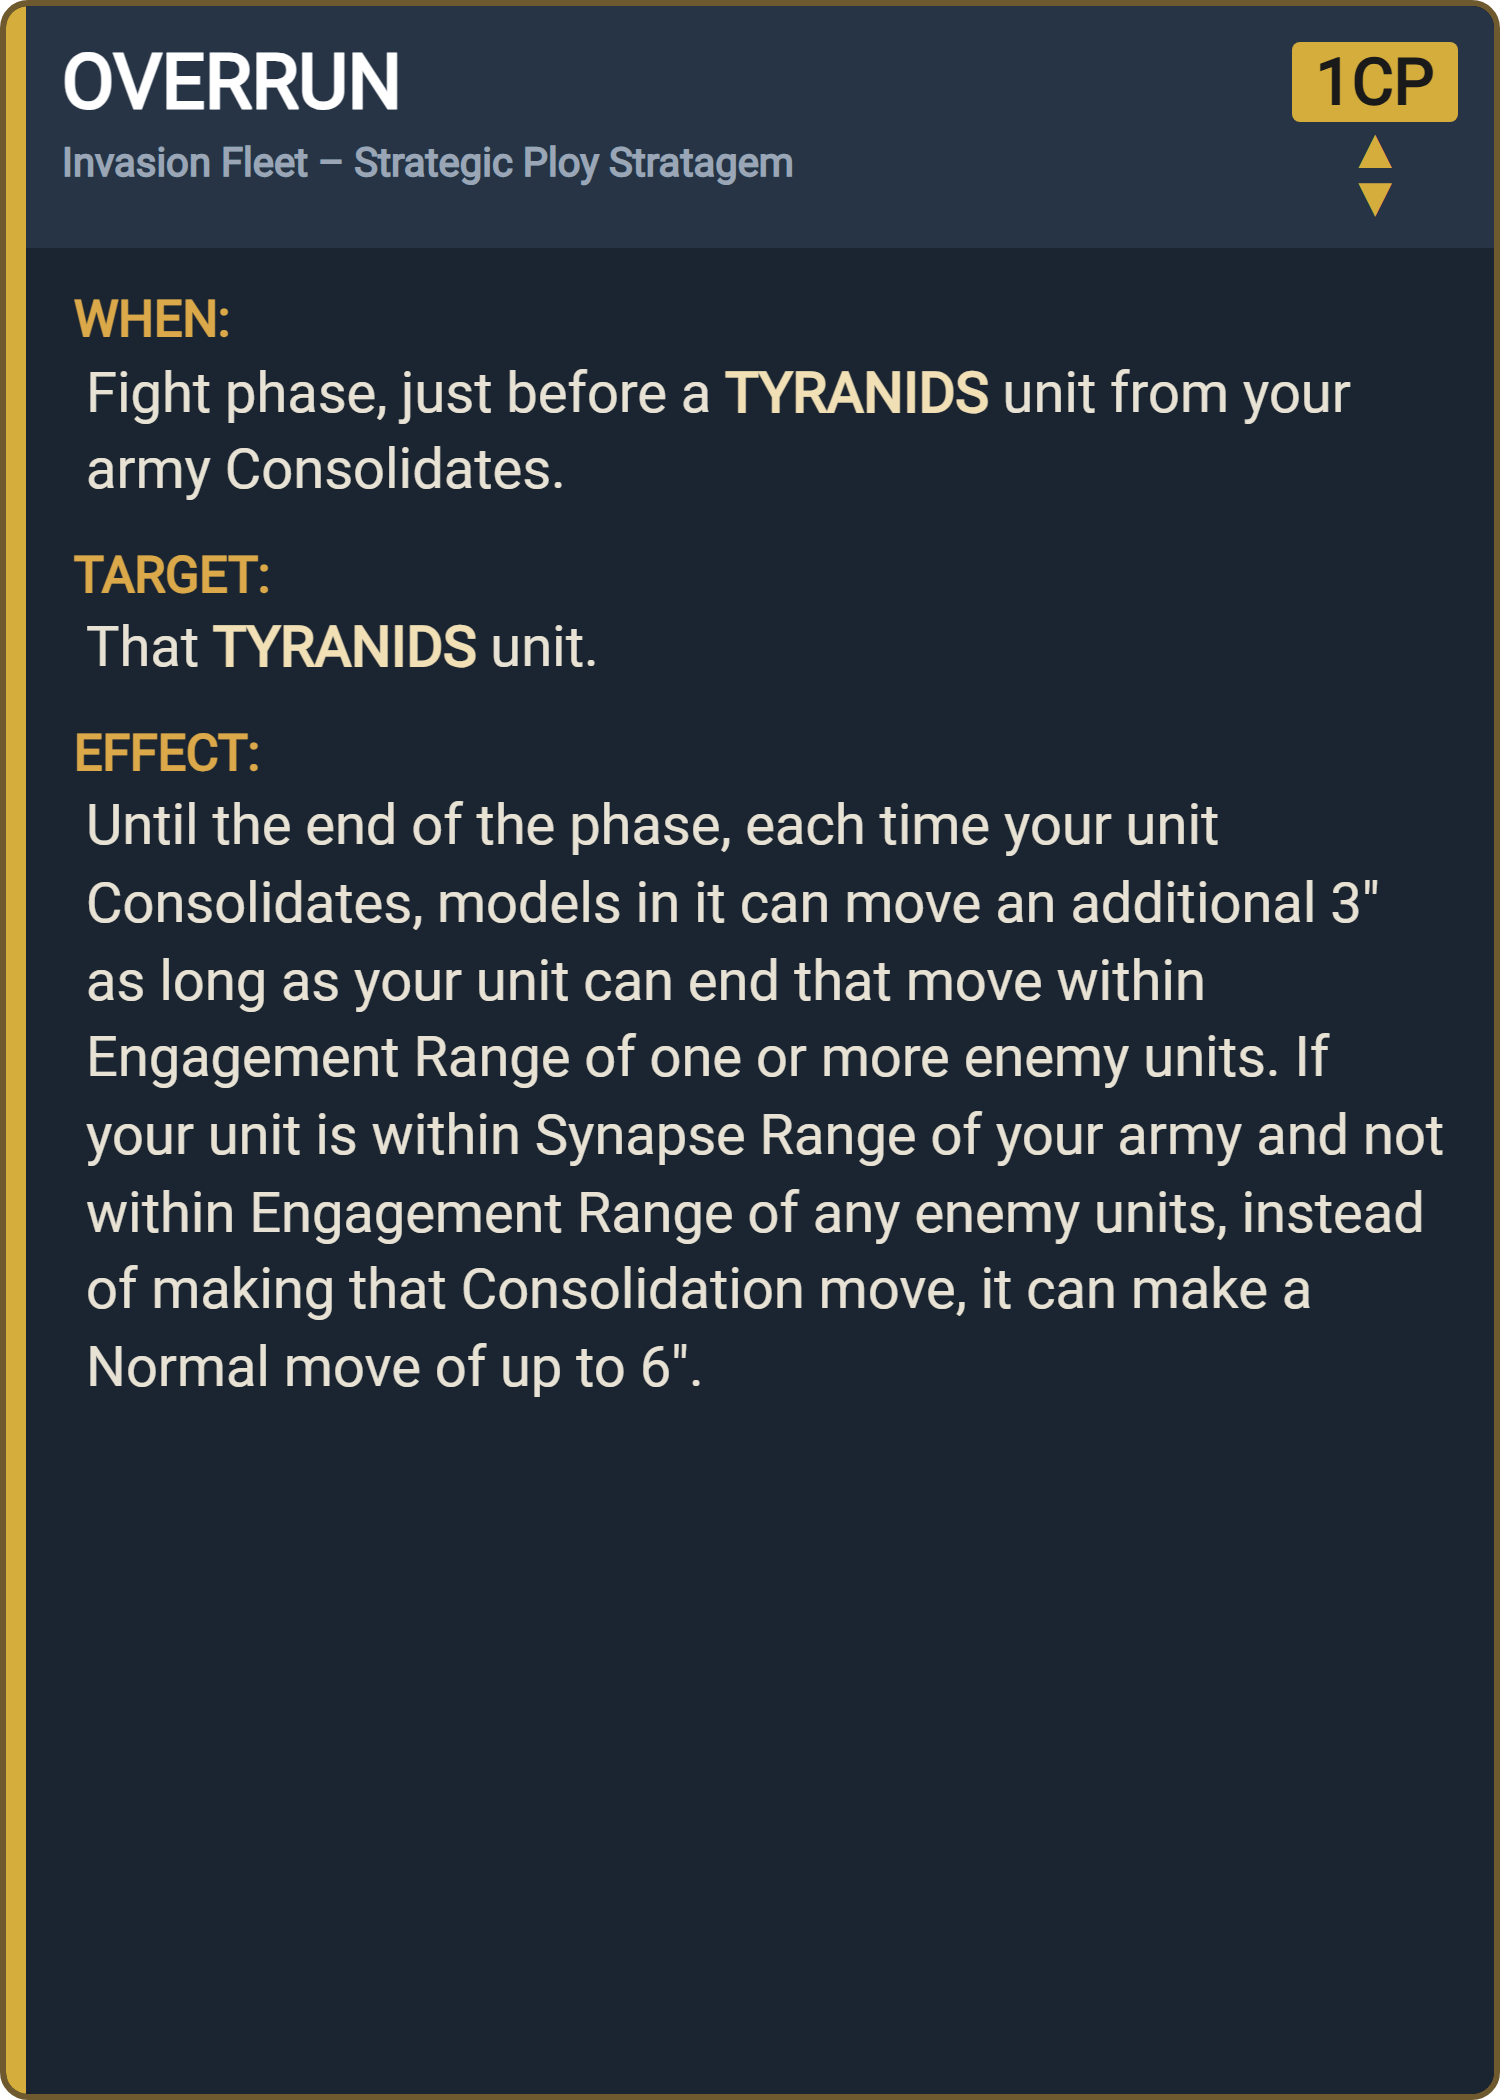 OVERRUN
1CP
Invasion Fleet – Strategic Ploy Stratagem
▲
▼
WHEN:
Fight phase, just before a TYRANIDS unit from your
army Consolidates.
TARGET:
That TYRANIDS unit.
EFFECT:
Until the end of the phase, each time your unit
Consolidates, models in it can move an additional 3"
as long as your unit can end that move within
Engagement Range of one or more enemy units. If
your unit is within Synapse Range of your army and not
within Engagement Range of any enemy units, instead
of making that Consolidation move, it can make a
Normal move of up to 6".